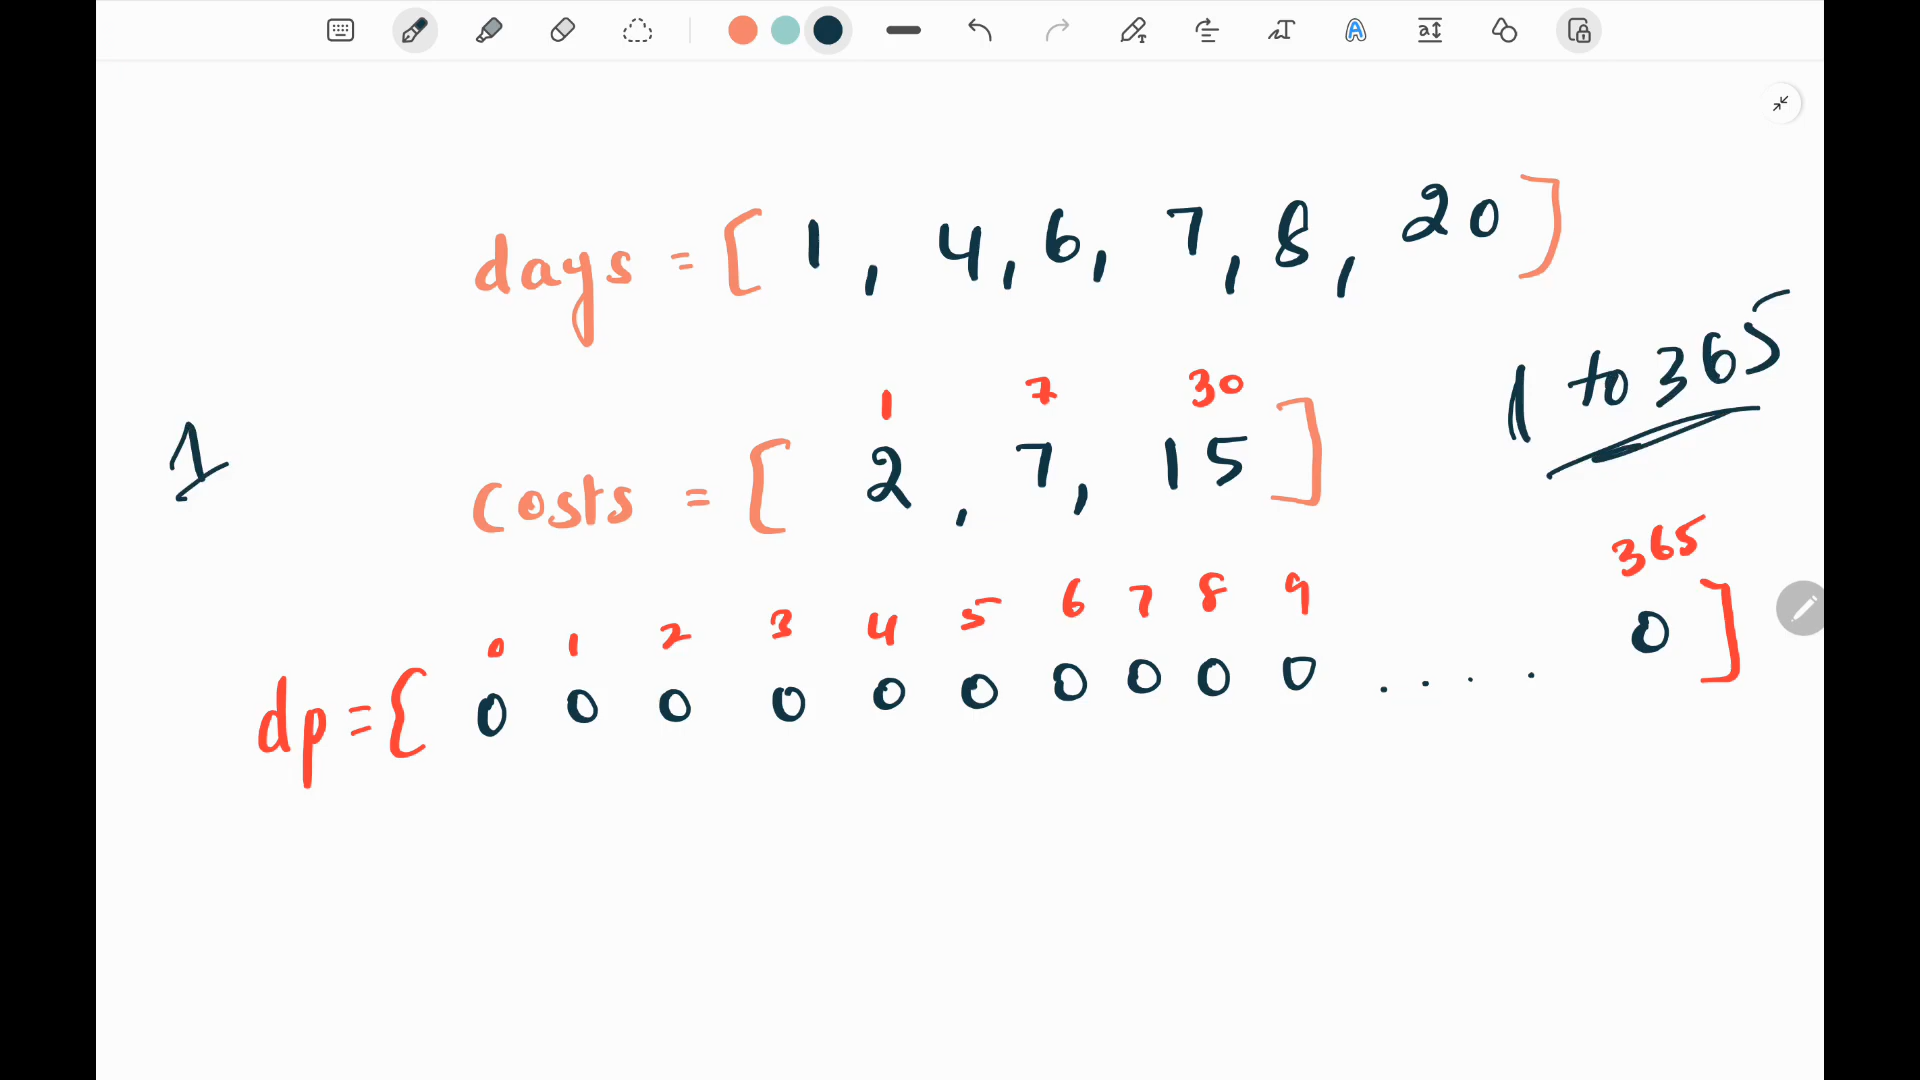 days = [ 1 , 4 , 6 , 7 , 8 , 20 ]
1 to 365
1 7 30
1
costs = [ 2 , 7 , 15 ]
365
0 1 2 3 4 5 6 7 8 9
dp = [ 0 0 0 0 0 0 0 0 0 0 . . . . 0 ]